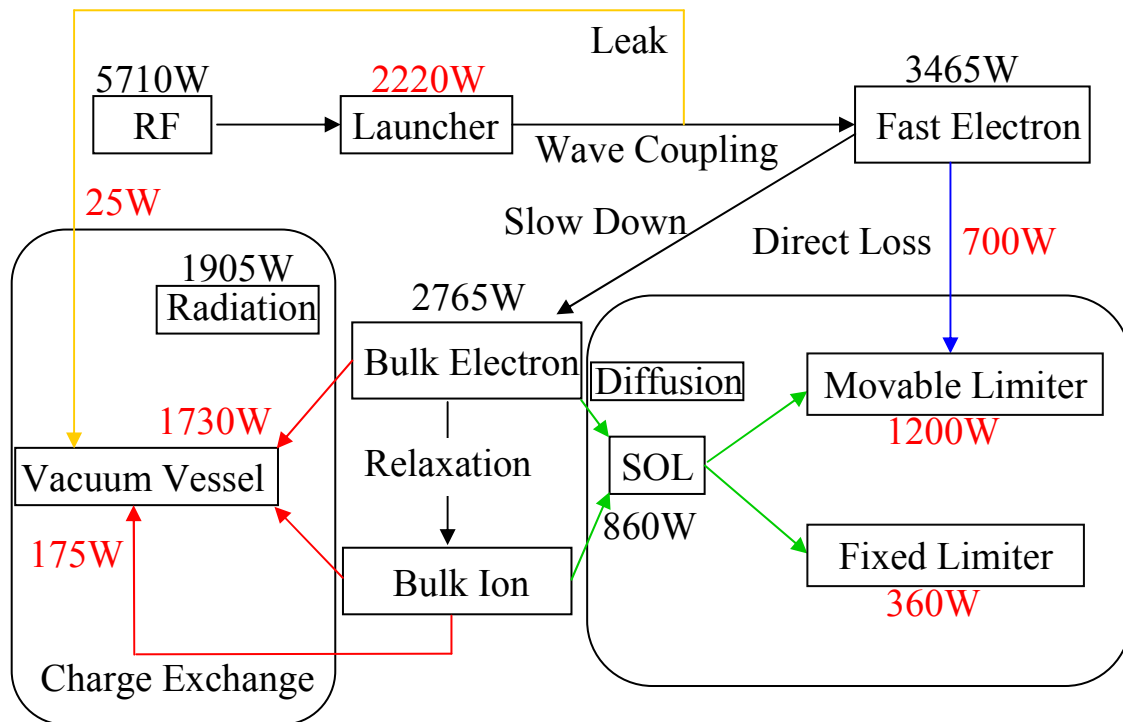 Leak
5710W
2220W
3465W
RF
Launcher
Fast Electron
Wave Coupling
25W
Slow Down
Direct Loss
700W
1905W
Radiation
2765W
Bulk Electron
Diffusion
Movable Limiter
1200W
1730W
Vacuum Vessel
Relaxation
SOL
860W
175W
Bulk Ion
Fixed Limiter
360W
Charge Exchange